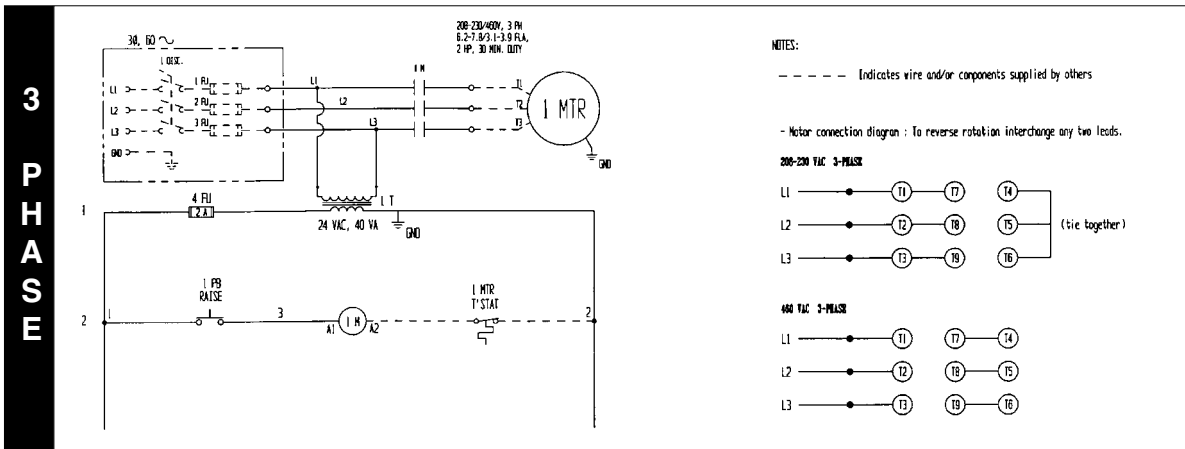 3 PHASE
208-230/460V, 3 PH
6.2-7.8/3.1-3.9 FLA,
2 HP, 30 MIN. DUTY
30, 60
1 DISC.
L1
1 FU
L1
1 M
T1
L2
2 FU
L2
T2
1 MTR
L3
3 FU
L3
T3
GND
GND
4 FU
2 A
1 T
1
24 VAC, 40 VA
GND
1 PB
RAISE
1 MTR
T'STAT
2
1
3
A1
1 M
A2
2
NOTES:
Indicates wire and/or components supplied by others
- Motor connection diagram : To reverse rotation interchange any two leads.
208-230 VAC 3-PHASE
L1 T1 T7 T4
L2 T2 T8 T5 (tie together)
L3 T3 T9 T6
460 VAC 3-PHASE
L1 T1 T7 T4
L2 T2 T8 T5
L3 T3 T9 T6